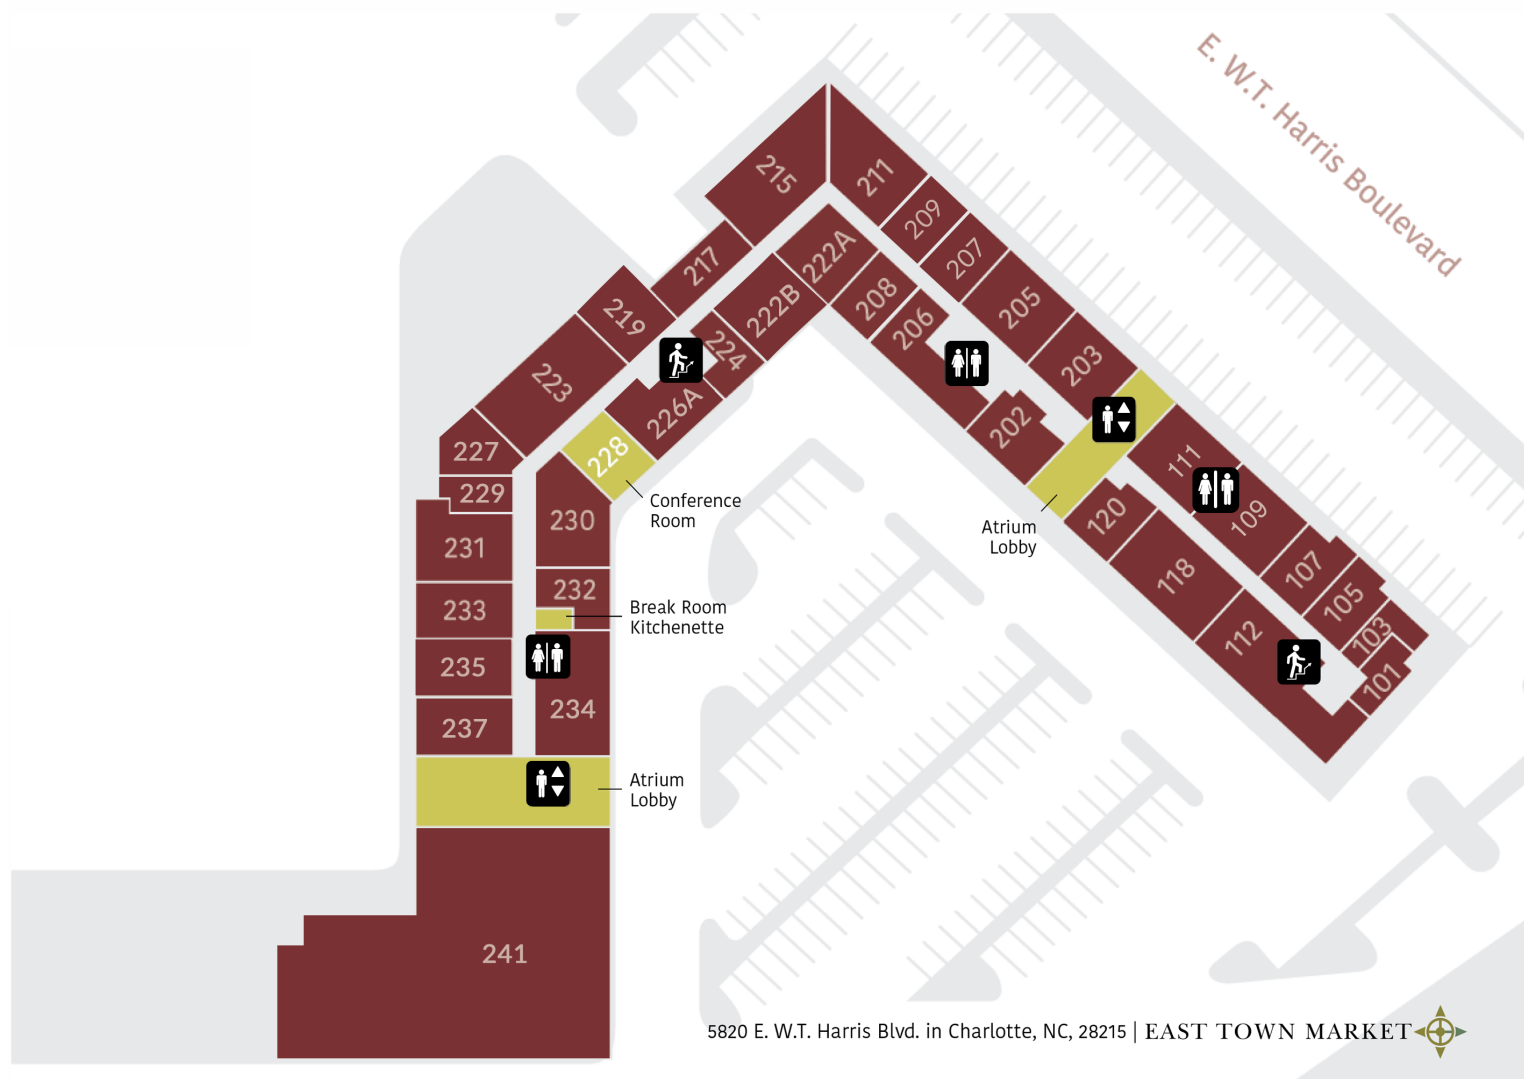 E. W.T. Harris Boulevard
215
211
209
217
222A
207
219
222B
208
205
206
224
203
223
226A
202
227
228
111
229
Conference
Room
230
120
109
231
Atrium
Lobby
118
107
232
105
233
Break Room
Kitchenette
112
103
235
101
234
237
Atrium
Lobby
241
5820 E. W.T. Harris Blvd. in Charlotte, NC, 28215 | EAST TOWN MARKET